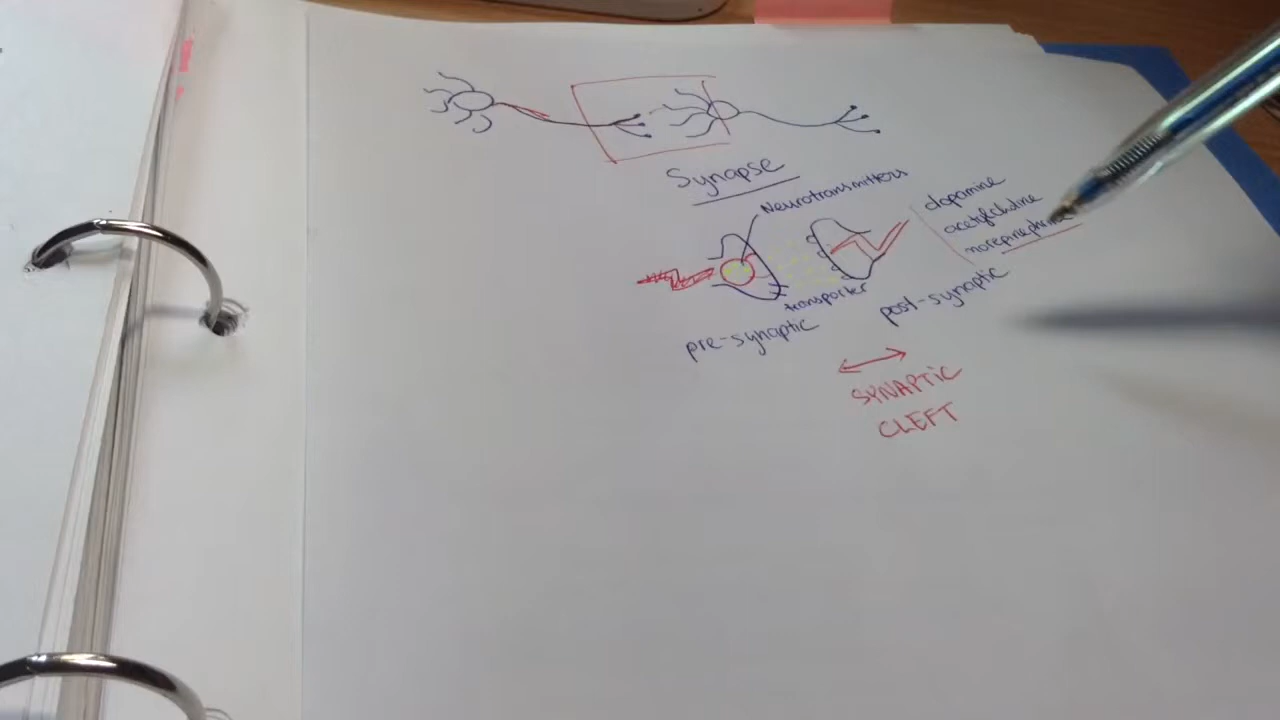 Synapse
Neurotransmitters
dopamine
acetylcholine
norepinephrine
transporter
post-synaptic
pre-synaptic
SYNAPTIC
CLEFT